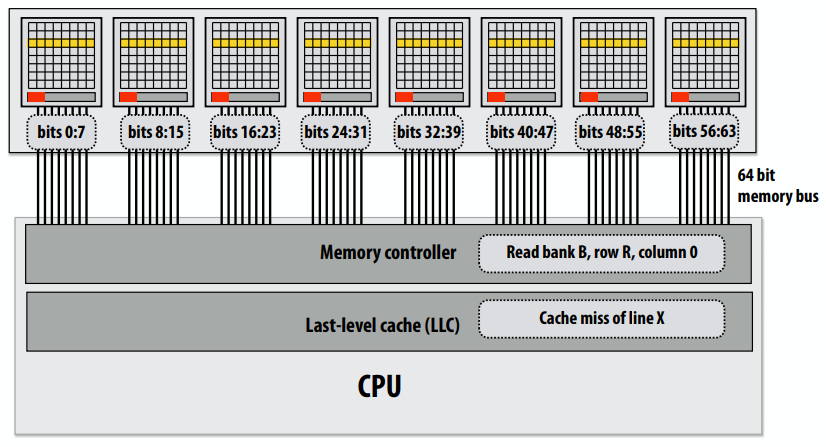 bits 0:7
bits 8:15
bits 16:23
bits 24:31
bits 32:39
bits 40:47
bits 48:55
bits 56:63
64 bit
memory bus
Memory controller
Read bank B, row R, column 0
Last-level cache (LLC)
Cache miss of line X
CPU